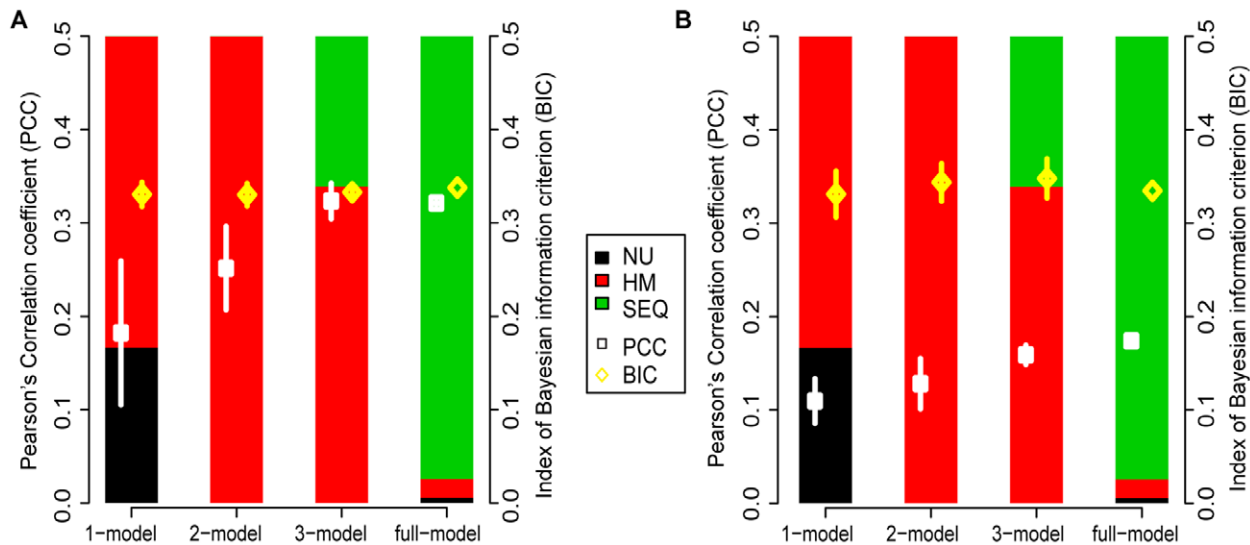 A
B
Pearson's Correlation coefficient (PCC)
0.0 0.1 0.2 0.3 0.4 0.5
1-model 2-model 3-model full-model
0.0 0.1 0.2 0.3 0.4 0.5
Index of Bayesian information criterion (BIC)
NU
HM
SEQ
PCC
BIC
Pearson's Correlation coefficient (PCC)
0.0 0.1 0.2 0.3 0.4 0.5
1-model 2-model 3-model full-model
0.0 0.1 0.2 0.3 0.4 0.5
Index of Bayesian information criterion (BIC)